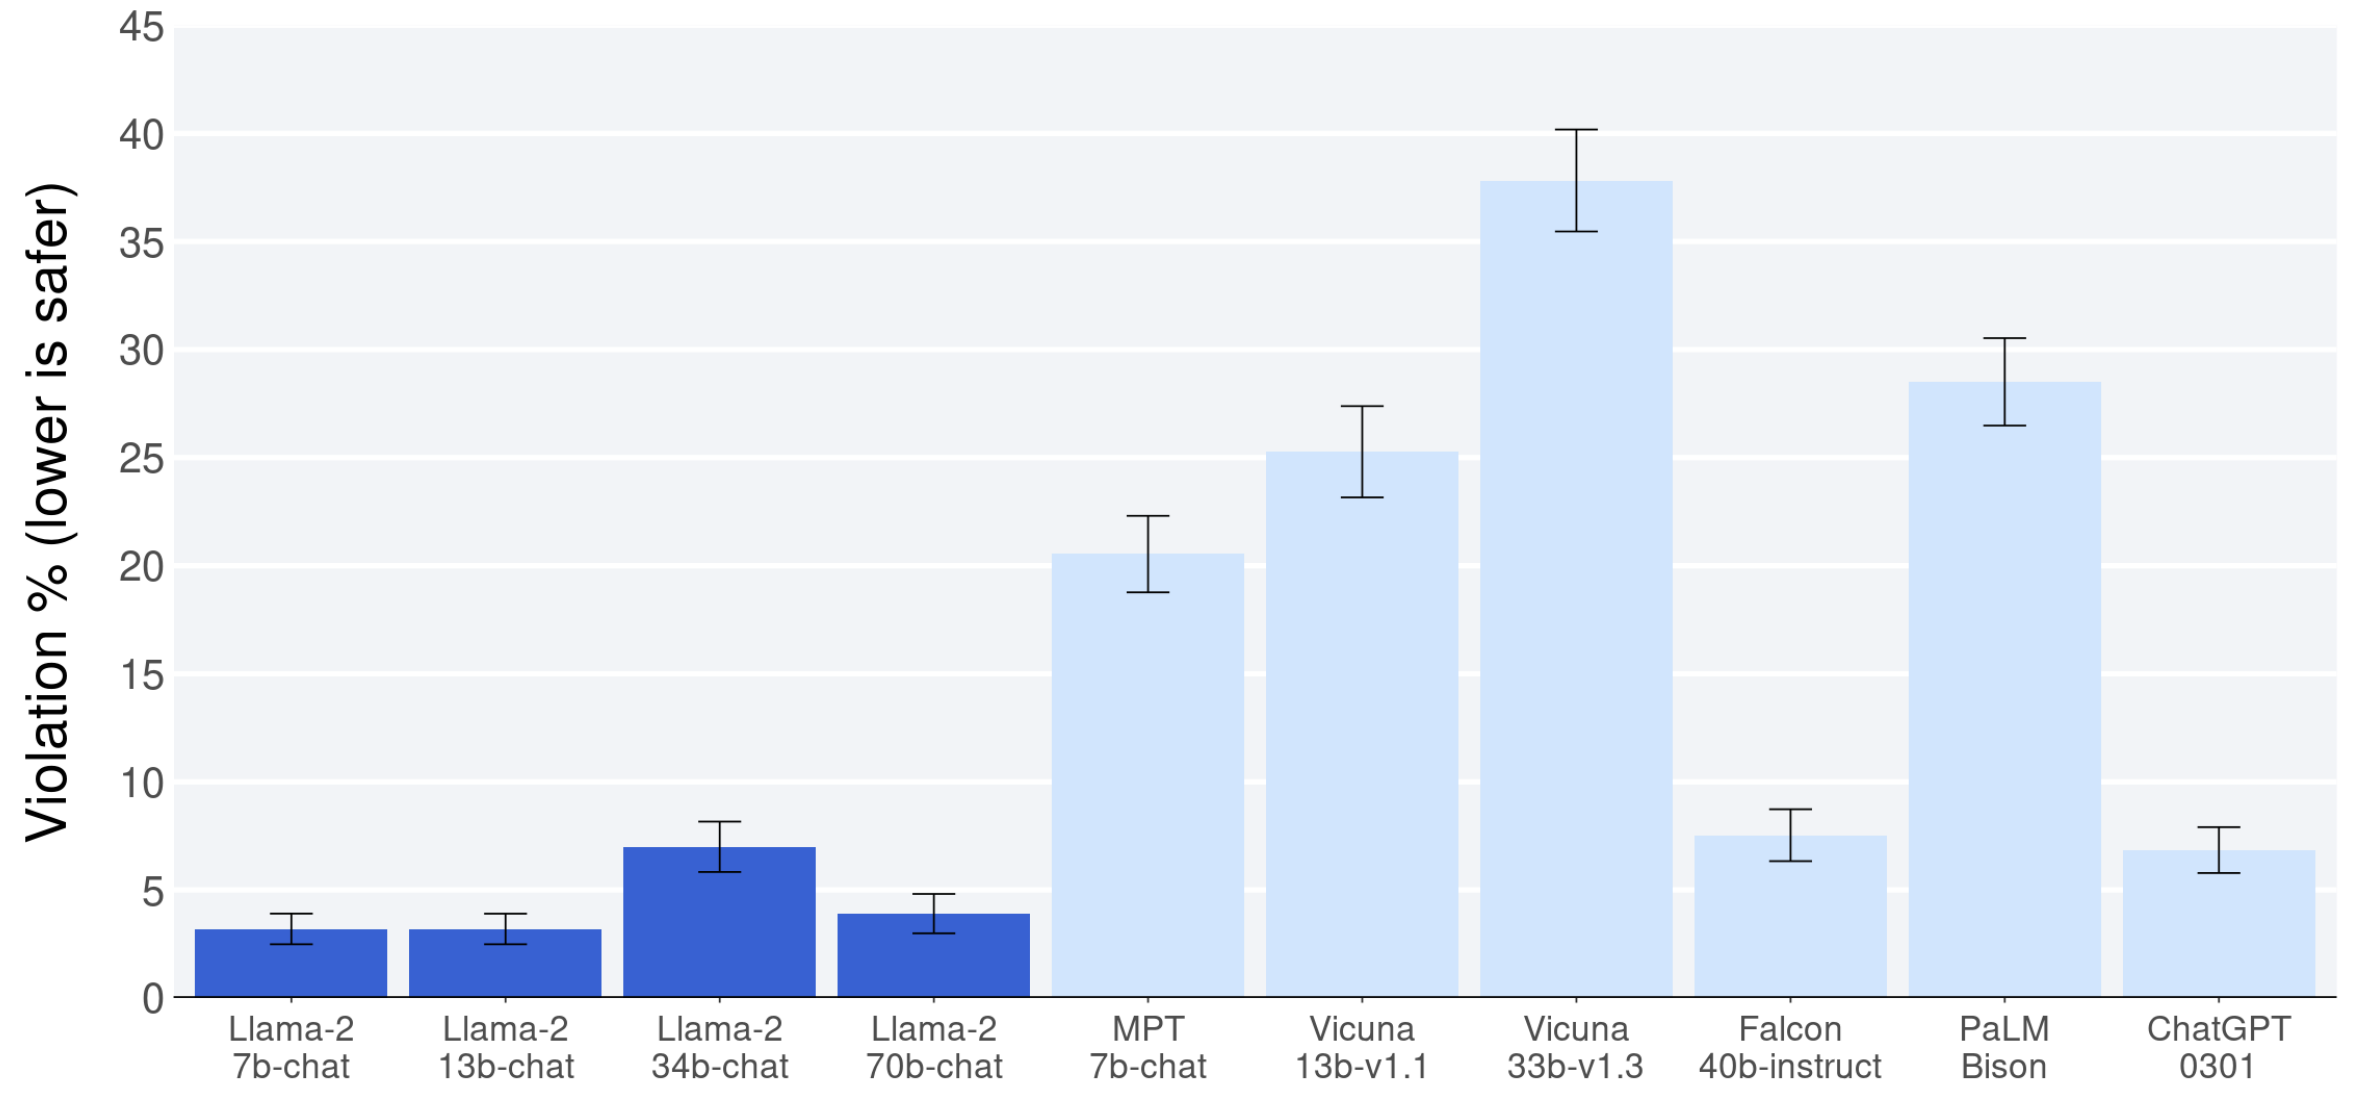 Violation % (lower is safer)
45
40
35
30
25
20
15
10
5
0
Llama-2
7b-chat
Llama-2
13b-chat
Llama-2
34b-chat
Llama-2
70b-chat
MPT
7b-chat
Vicuna
13b-v1.1
Vicuna
33b-v1.3
Falcon
40b-instruct
PaLM
Bison
ChatGPT
0301